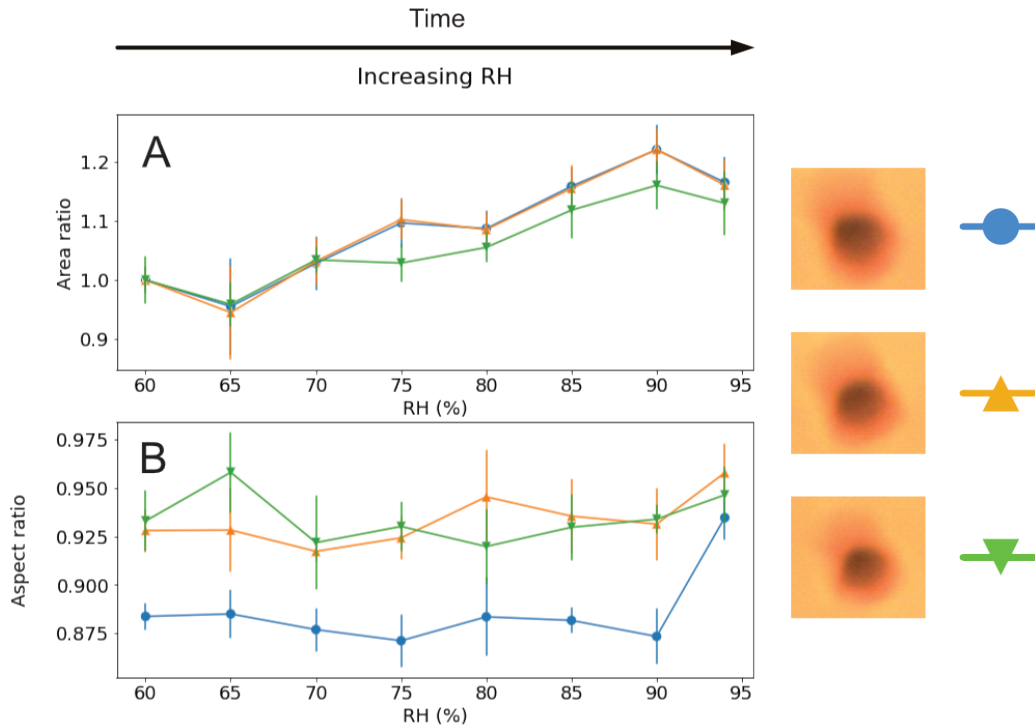 Time
Increasing RH
A
Area ratio
1.2
1.1
1.0
0.9
60 65 70 75 80 85 90 95
RH (%)
B
Aspect ratio
0.975
0.950
0.925
0.900
0.875
60 65 70 75 80 85 90 95
RH (%)